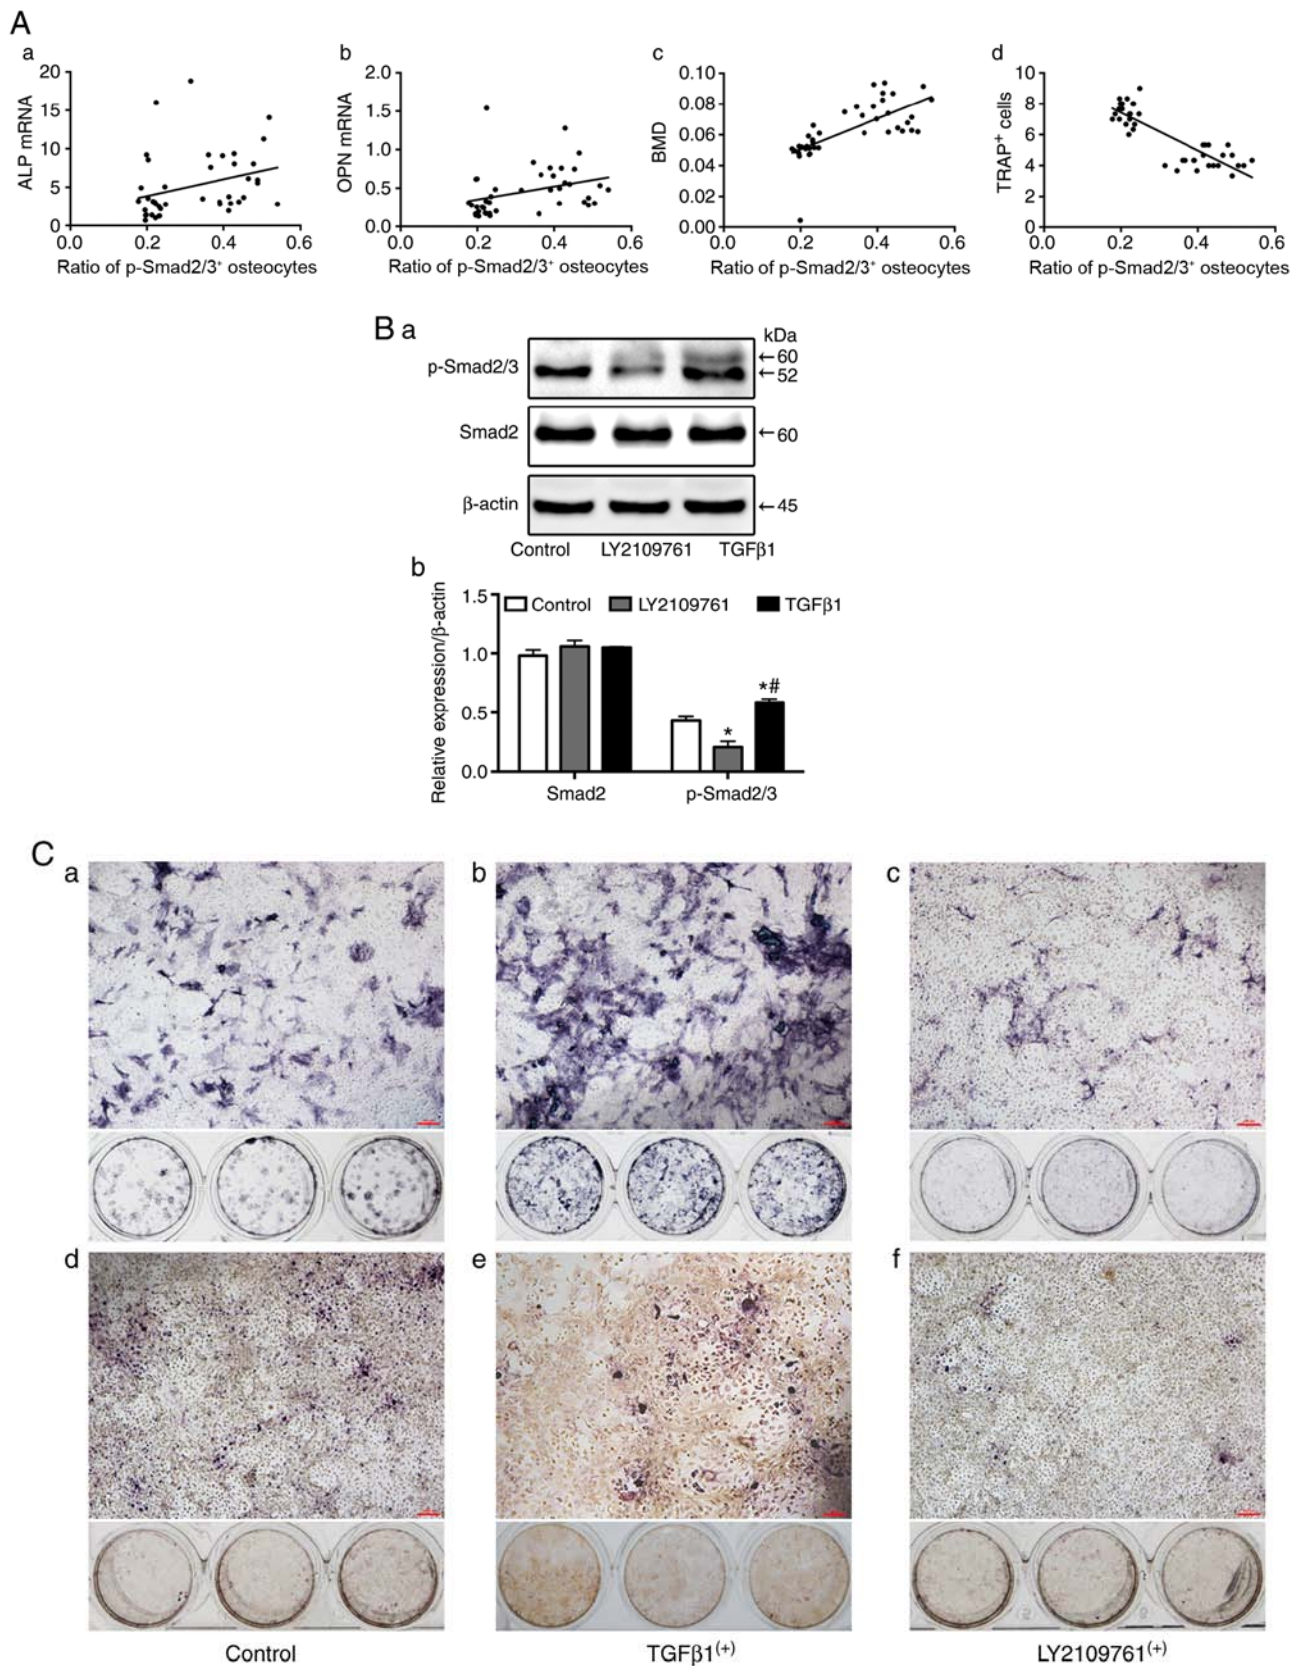 A
a
b
c
d
20
15
10
5
0
ALP mRNA
0.0
0.2
0.4
0.6
Ratio of p-Smad2/3⁺ osteocytes
2.0
1.5
1.0
0.5
0.0
OPN mRNA
0.0
0.2
0.4
0.6
Ratio of p-Smad2/3⁺ osteocytes
0.10
0.08
0.06
0.04
0.02
0.00
BMD
0.0
0.2
0.4
0.6
Ratio of p-Smad2/3⁺ osteocytes
10
8
6
4
2
0
TRAP⁺ cells
0
0.2
0.4
0.6
Ratio of p-Smad2/3⁺ osteocytes
B a
kDa
p-Smad2/3
←60
←52
Smad2
←60
β-actin
←45
Control LY2109761 TGFβ1
b
Relative expression/β-actin
1.5
1.0
0.5
0.0
Control LY2109761 TGFβ1
*
*#
Smad2 p-Smad2/3
C
a
b
c
d
e
f
Control TGFβ1⁽⁺⁾ LY2109761⁽⁺⁾